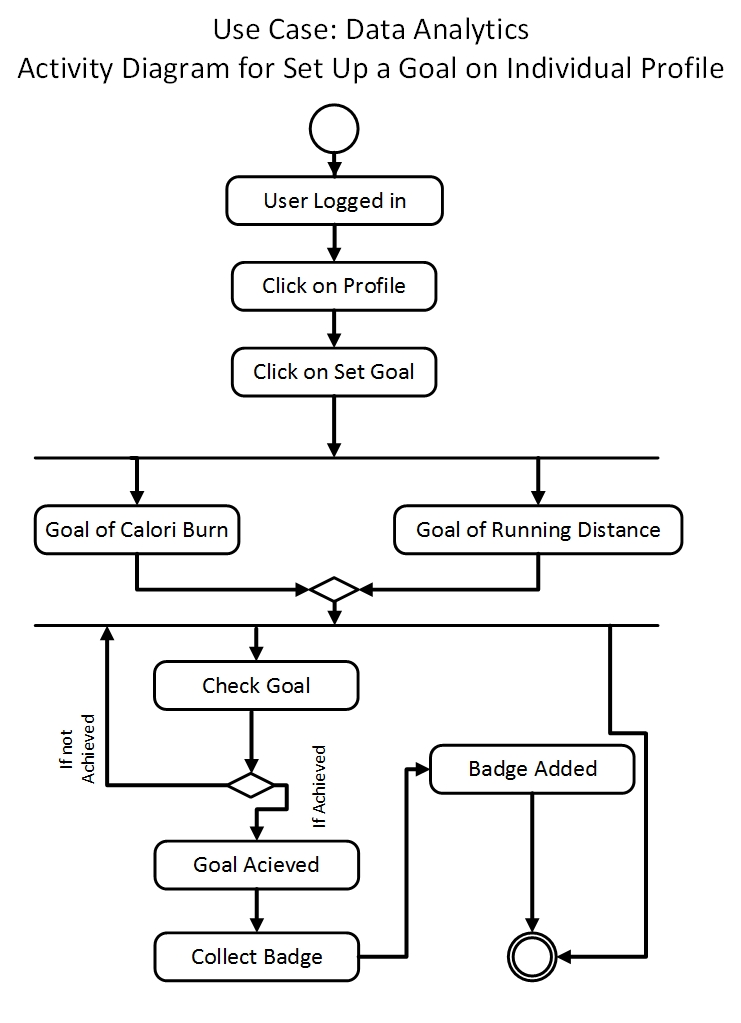 Use Case: Data Analytics
Activity Diagram for Set Up a Goal on Individual Profile
User Logged in
Click on Profile
Click on Set Goal
Goal of Calori Burn
Goal of Running Distance
Check Goal
If not
Achieved
If Achieved
Badge Added
Goal Acieved
Collect Badge